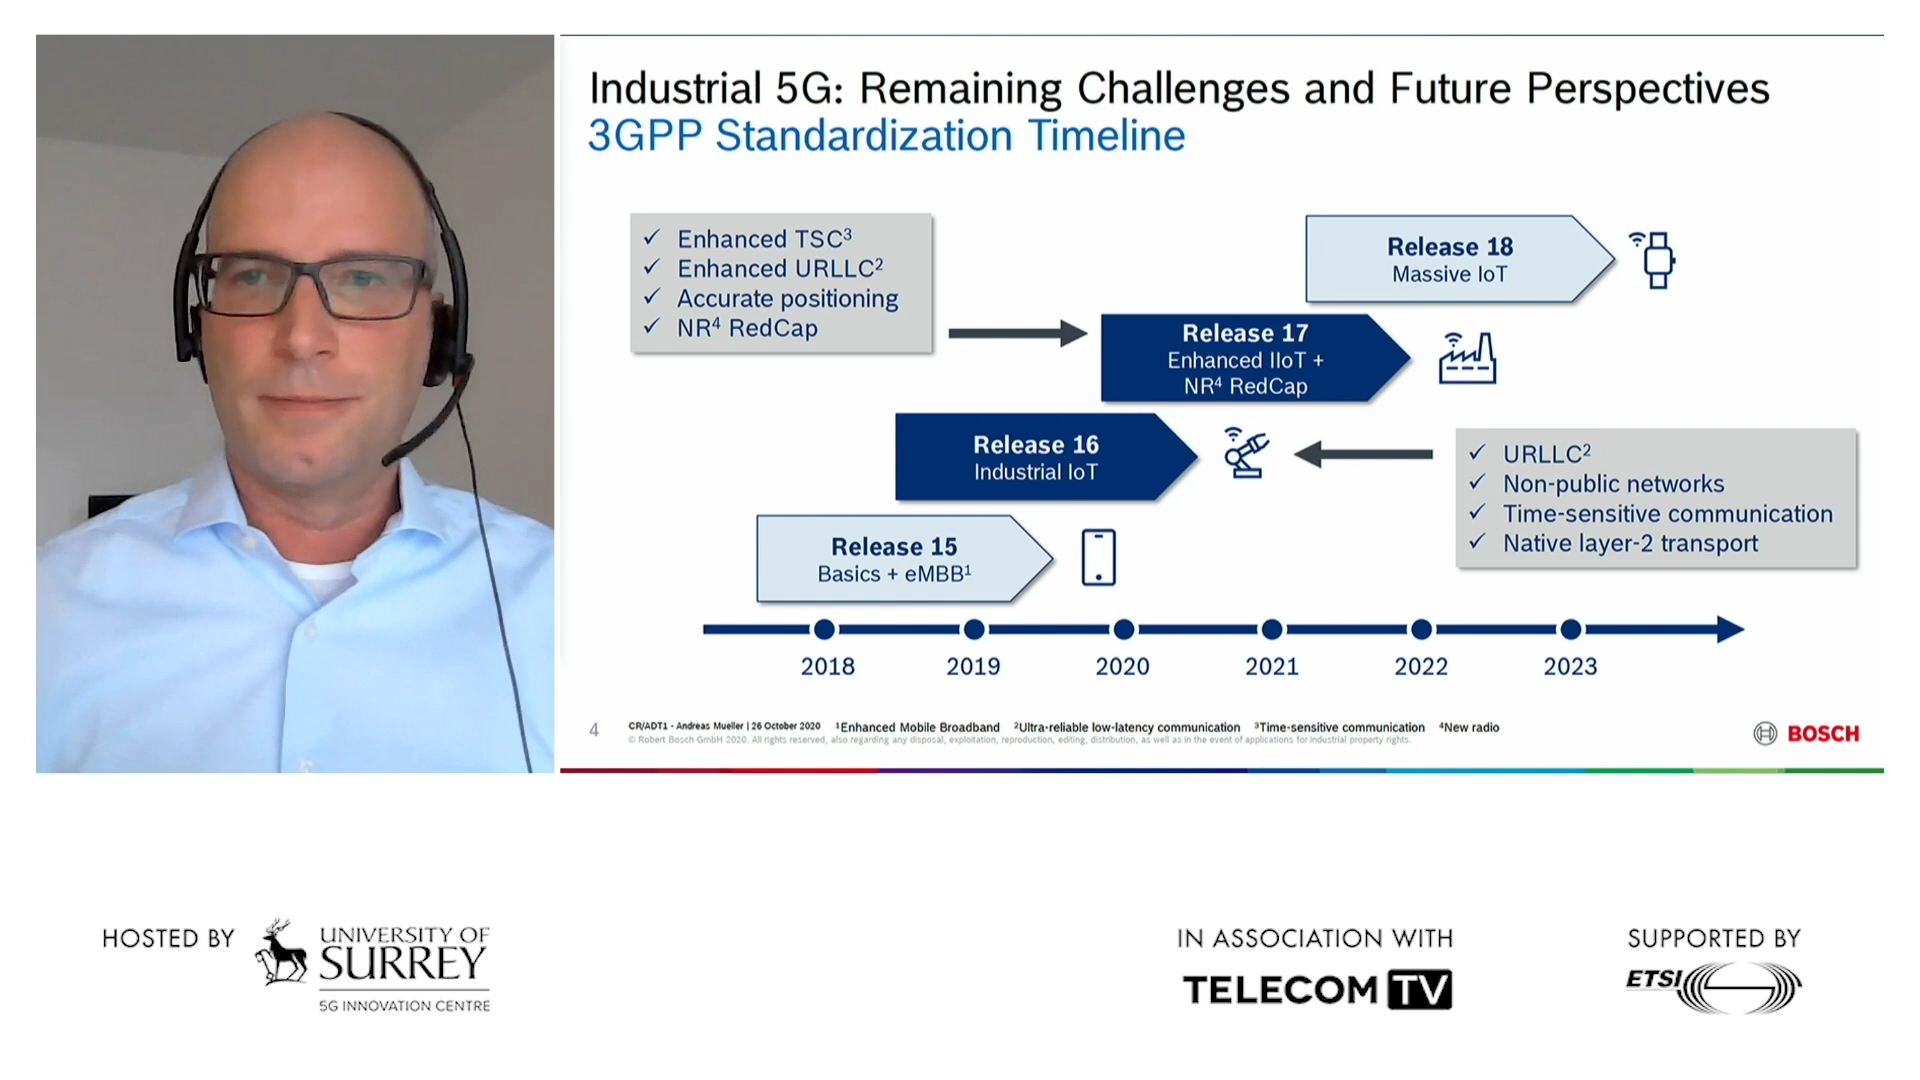 Industrial 5G: Remaining Challenges and Future Perspectives
3GPP Standardization Timeline
✓ Enhanced TSC³
✓ Enhanced URLLC²
✓ Accurate positioning
✓ NR⁴ RedCap
Release 18
Massive IoT
Release 17
Enhanced IIoT +
NR⁴ RedCap
Release 16
Industrial IoT
✓ URLLC²
✓ Non-public networks
✓ Time-sensitive communication
✓ Native layer-2 transport
Release 15
Basics + eMBB¹
2018 2019 2020 2021 2022 2023
4
CR/ADT1 - Andreas Mueller | 26 October 2020 ¹Enhanced Mobile Broadband ²Ultra-reliable low-latency communication ³Time-sensitive communication ⁴New radio
© Robert Bosch GmbH 2020. All rights reserved, also regarding any disposal, exploitation, reproduction, editing, distribution, as well as in the event of applications for industrial property rights.
BOSCH
HOSTED BY
UNIVERSITY OF
SURREY
5G INNOVATION CENTRE
IN ASSOCIATION WITH
TELECOM TV
SUPPORTED BY
ETSI